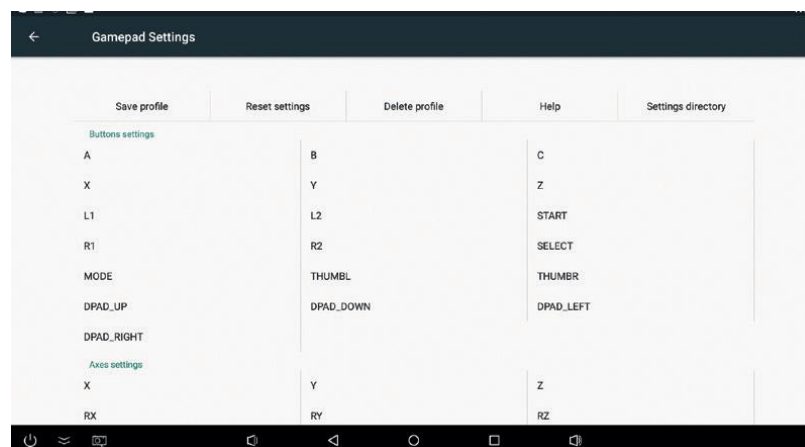 Gamepad Settings
Save profile Reset settings Delete profile Help Settings directory
Buttons settings
A B C
X Y Z
L1 L2 START
R1 R2 SELECT
MODE THUMBL THUMBR
DPAD_UP DPAD_DOWN DPAD_LEFT
DPAD_RIGHT
Axes settings
X Y Z
RX RY RZ